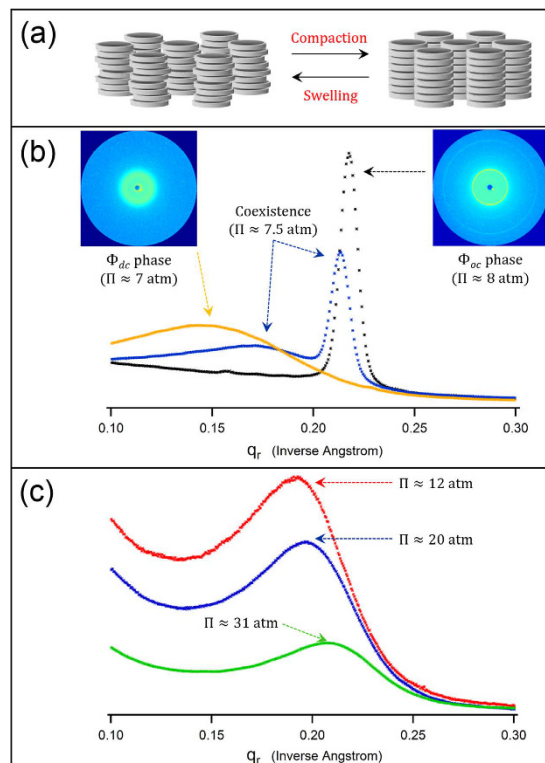 (a)
Compaction
Swelling
(b)
Coexistence
(Π ≈ 7.5 atm)
Φdc phase
(Π ≈ 7 atm)
Φoc phase
(Π ≈ 8 atm)
0.10 0.15 0.20 0.25 0.30
qr (Inverse Angstrom)
(c)
Π ≈ 12 atm
Π ≈ 20 atm
Π ≈ 31 atm
0.10 0.15 0.20 0.25 0.30
qr (Inverse Angstrom)